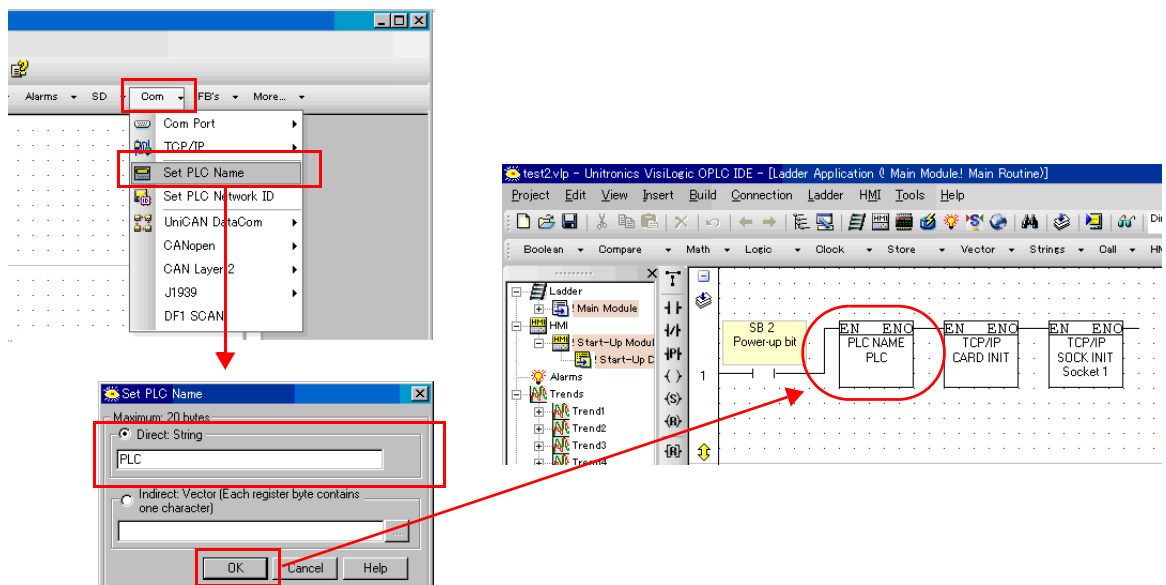 Alarms SD Com FB's More...
Com Port
TCP/IP
Set PLC Name
Set PLC Network ID
UniCAN DataCom
CANopen
CAN Layer 2
J1939
DF1 SCAN
Set PLC Name
Maximum: 20 bytes
Direct: String
PLC
Indirect: Vector (Each register byte contains
one character)
...
OK Cancel Help
test2.vlp - Unitronics VisiLogic OPLC IDE - [Ladder Application (! Main Module! Main Routine)]
Project Edit View Insert Build Connection Ladder HMI Tools Help
Boolean Compare Math Logic Clock Store Vector Strings Call
Ladder
! Main Module
HMI
! Start-Up Modul
! Start-Up D
Alarms
Trends
Trend1
Trend2
Trend3
Trend4
1
SB 2
Power-up bit
EN ENO
PLC NAME
PLC
EN ENO
TCP/IP
CARD INIT
EN ENO
TCP/IP
SOCK INIT
Socket 1